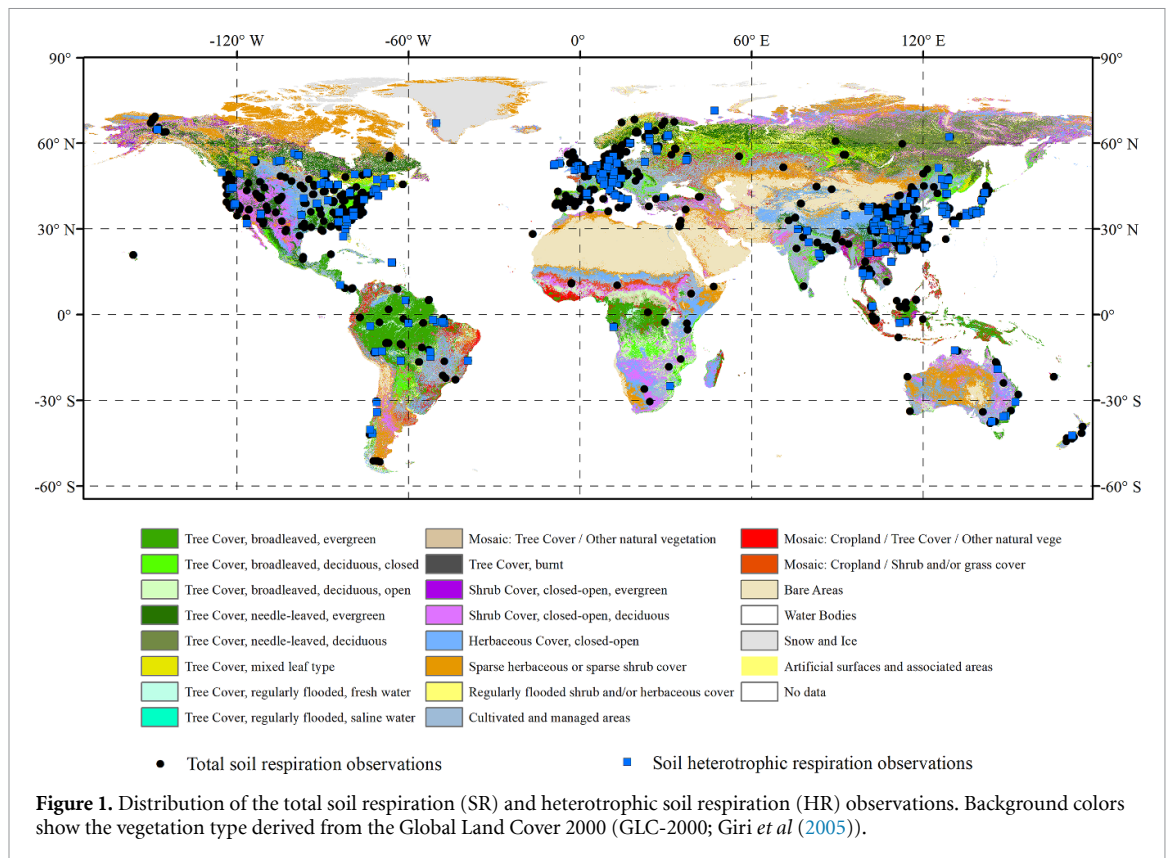 -120° W -60° W 0° 60° E 120° E
90° 90°
60° N 60° N
30° N 30° N
0° 0°
-30° S -30° S
-60° S -60° S
Tree Cover, broadleaved, evergreen Mosaic: Tree Cover / Other natural vegetation Mosaic: Cropland / Tree Cover / Other natural vege
Tree Cover, broadleaved, deciduous, closed Tree Cover, burnt Mosaic: Cropland / Shrub and/or grass cover
Tree Cover, broadleaved, deciduous, open Shrub Cover, closed-open, evergreen Bare Areas
Tree Cover, needle-leaved, evergreen Shrub Cover, closed-open, deciduous Water Bodies
Tree Cover, needle-leaved, deciduous Herbaceous Cover, closed-open Snow and Ice
Tree Cover, mixed leaf type Sparse herbaceous or sparse shrub cover Artificial surfaces and associated areas
Tree Cover, regularly flooded, fresh water Regularly flooded shrub and/or herbaceous cover No data
Tree Cover, regularly flooded, saline water Cultivated and managed areas
Total soil respiration observations Soil heterotrophic respiration observations
Figure 1. Distribution of the total soil respiration (SR) and heterotrophic soil respiration (HR) observations. Background colors
show the vegetation type derived from the Global Land Cover 2000 (GLC-2000; Giri et al (2005)).